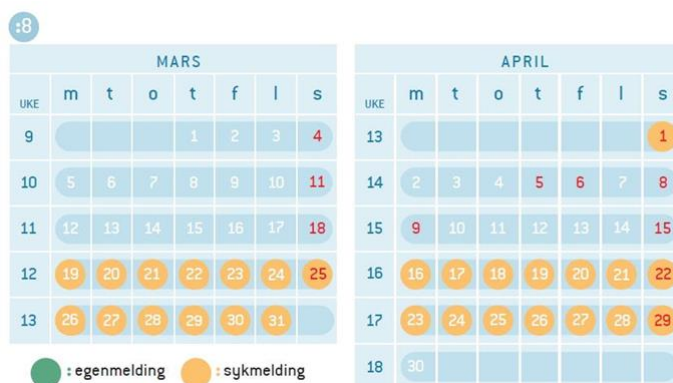 :8
MARS
UKE m t o t f l s
9 1 2 3 4
10 5 6 7 8 9 10 11
11 12 13 14 15 16 17 18
12 19 20 21 22 23 24 25
13 26 27 28 29 30 31
:egenmelding :sykmelding
APRIL
UKE m t o t f l s
13 1
14 2 3 4 5 6 7 8
15 9 10 11 12 13 14 15
16 16 17 18 19 20 21 22
17 23 24 25 26 27 28 29
18 30